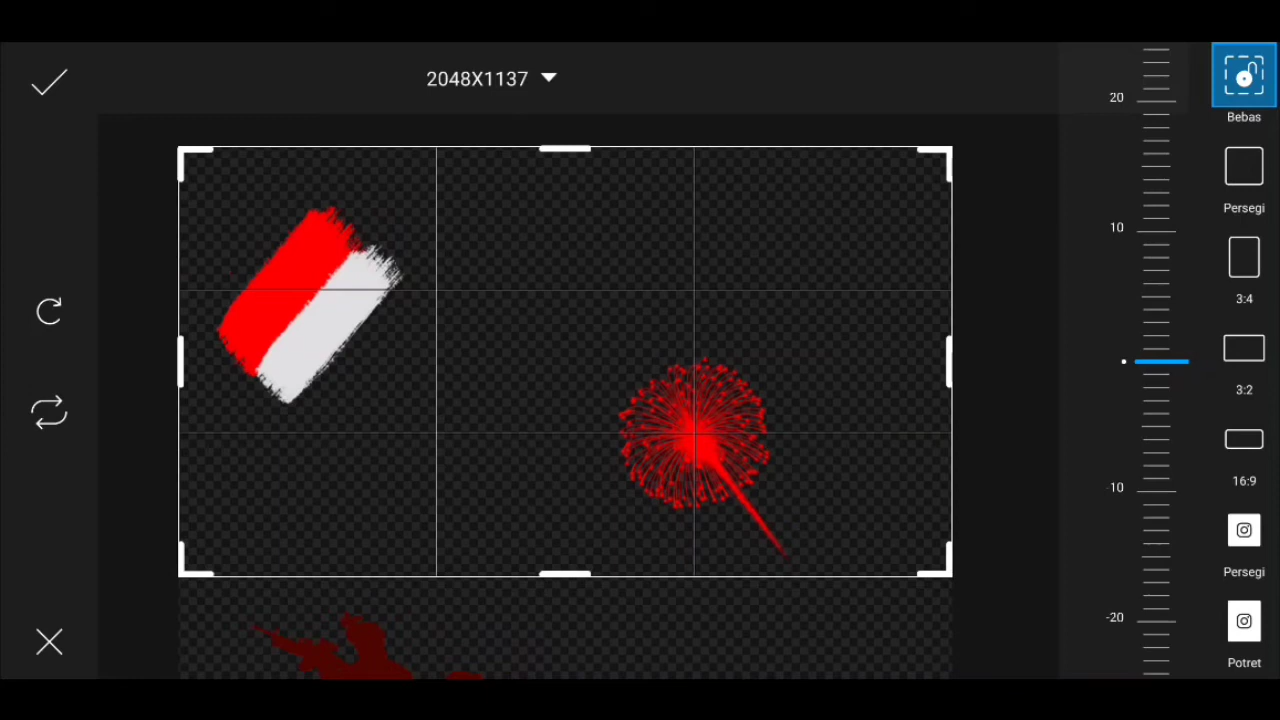 2048X1137
20
10
-10
-20
Bebas
Persegi
3:4
3:2
16:9
Persegi
Potret